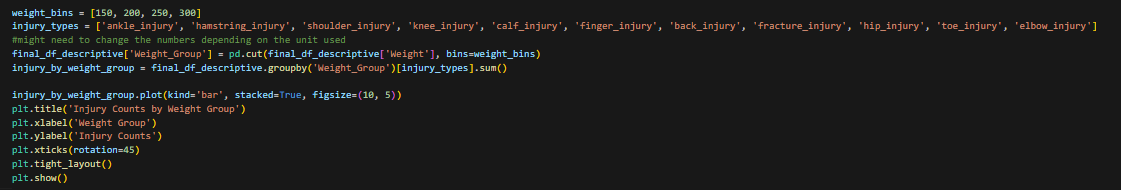 weight_bins = [150, 200, 250, 300]
injury_types = ['ankle_injury', 'hamstring_injury', 'shoulder_injury', 'knee_injury', 'calf_injury', 'finger_injury', 'back_injury', 'fracture_injury', 'hip_injury', 'toe_injury', 'elbow_injury']
#might need to change the numbers depending on the unit used
final_df_descriptive['Weight_Group'] = pd.cut(final_df_descriptive['Weight'], bins=weight_bins)
injury_by_weight_group = final_df_descriptive.groupby('Weight_Group')[injury_types].sum()
injury_by_weight_group.plot(kind='bar', stacked=True, figsize=(10, 5))
plt.title('Injury Counts by Weight Group')
plt.xlabel('Weight Group')
plt.ylabel('Injury Counts')
plt.xticks(rotation=45)
plt.tight_layout()
plt.show()